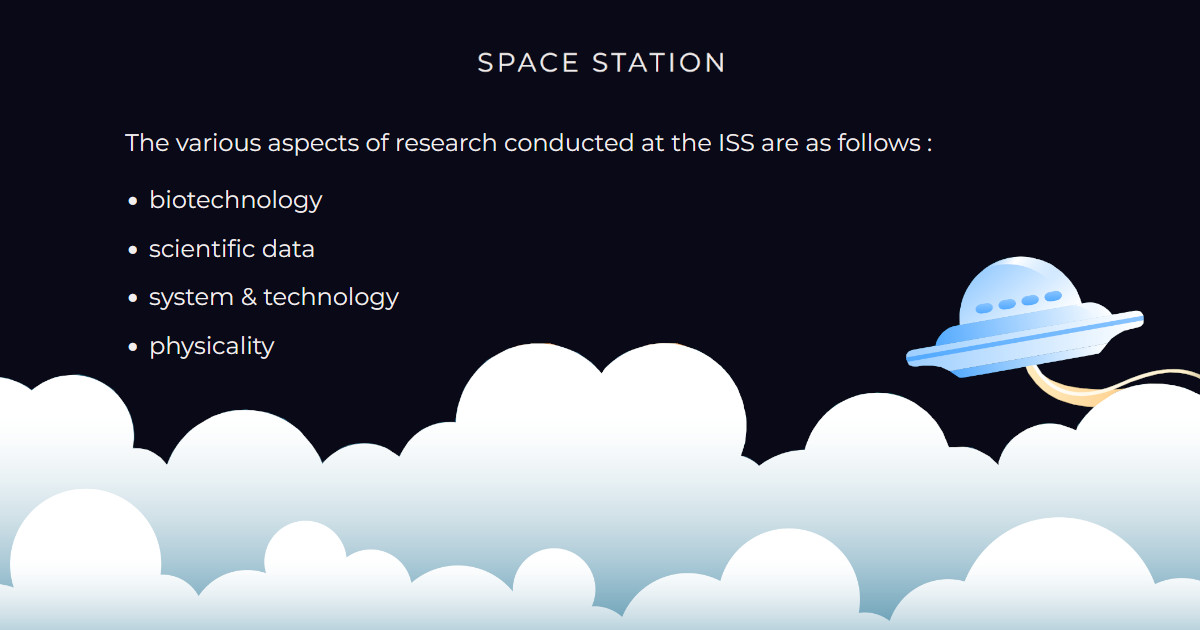 SPACE STATION
The various aspects of research conducted at the ISS are as follows :
• biotechnology
• scientific data
• system & technology
• physicality